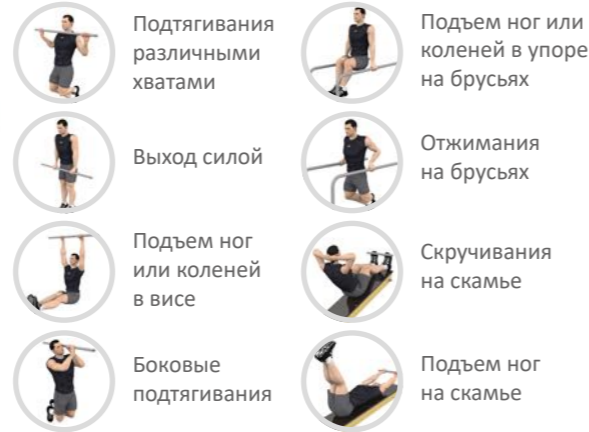 Подтягивания
различными
хватами
Выход силой
Подъем ног
или коленей
в висе
Боковые
подтягивания
Подъем ног или
коленей в упоре
на брусьях
Отжимания
на брусьях
Скручивания
на скамье
Подъем ног
на скамье